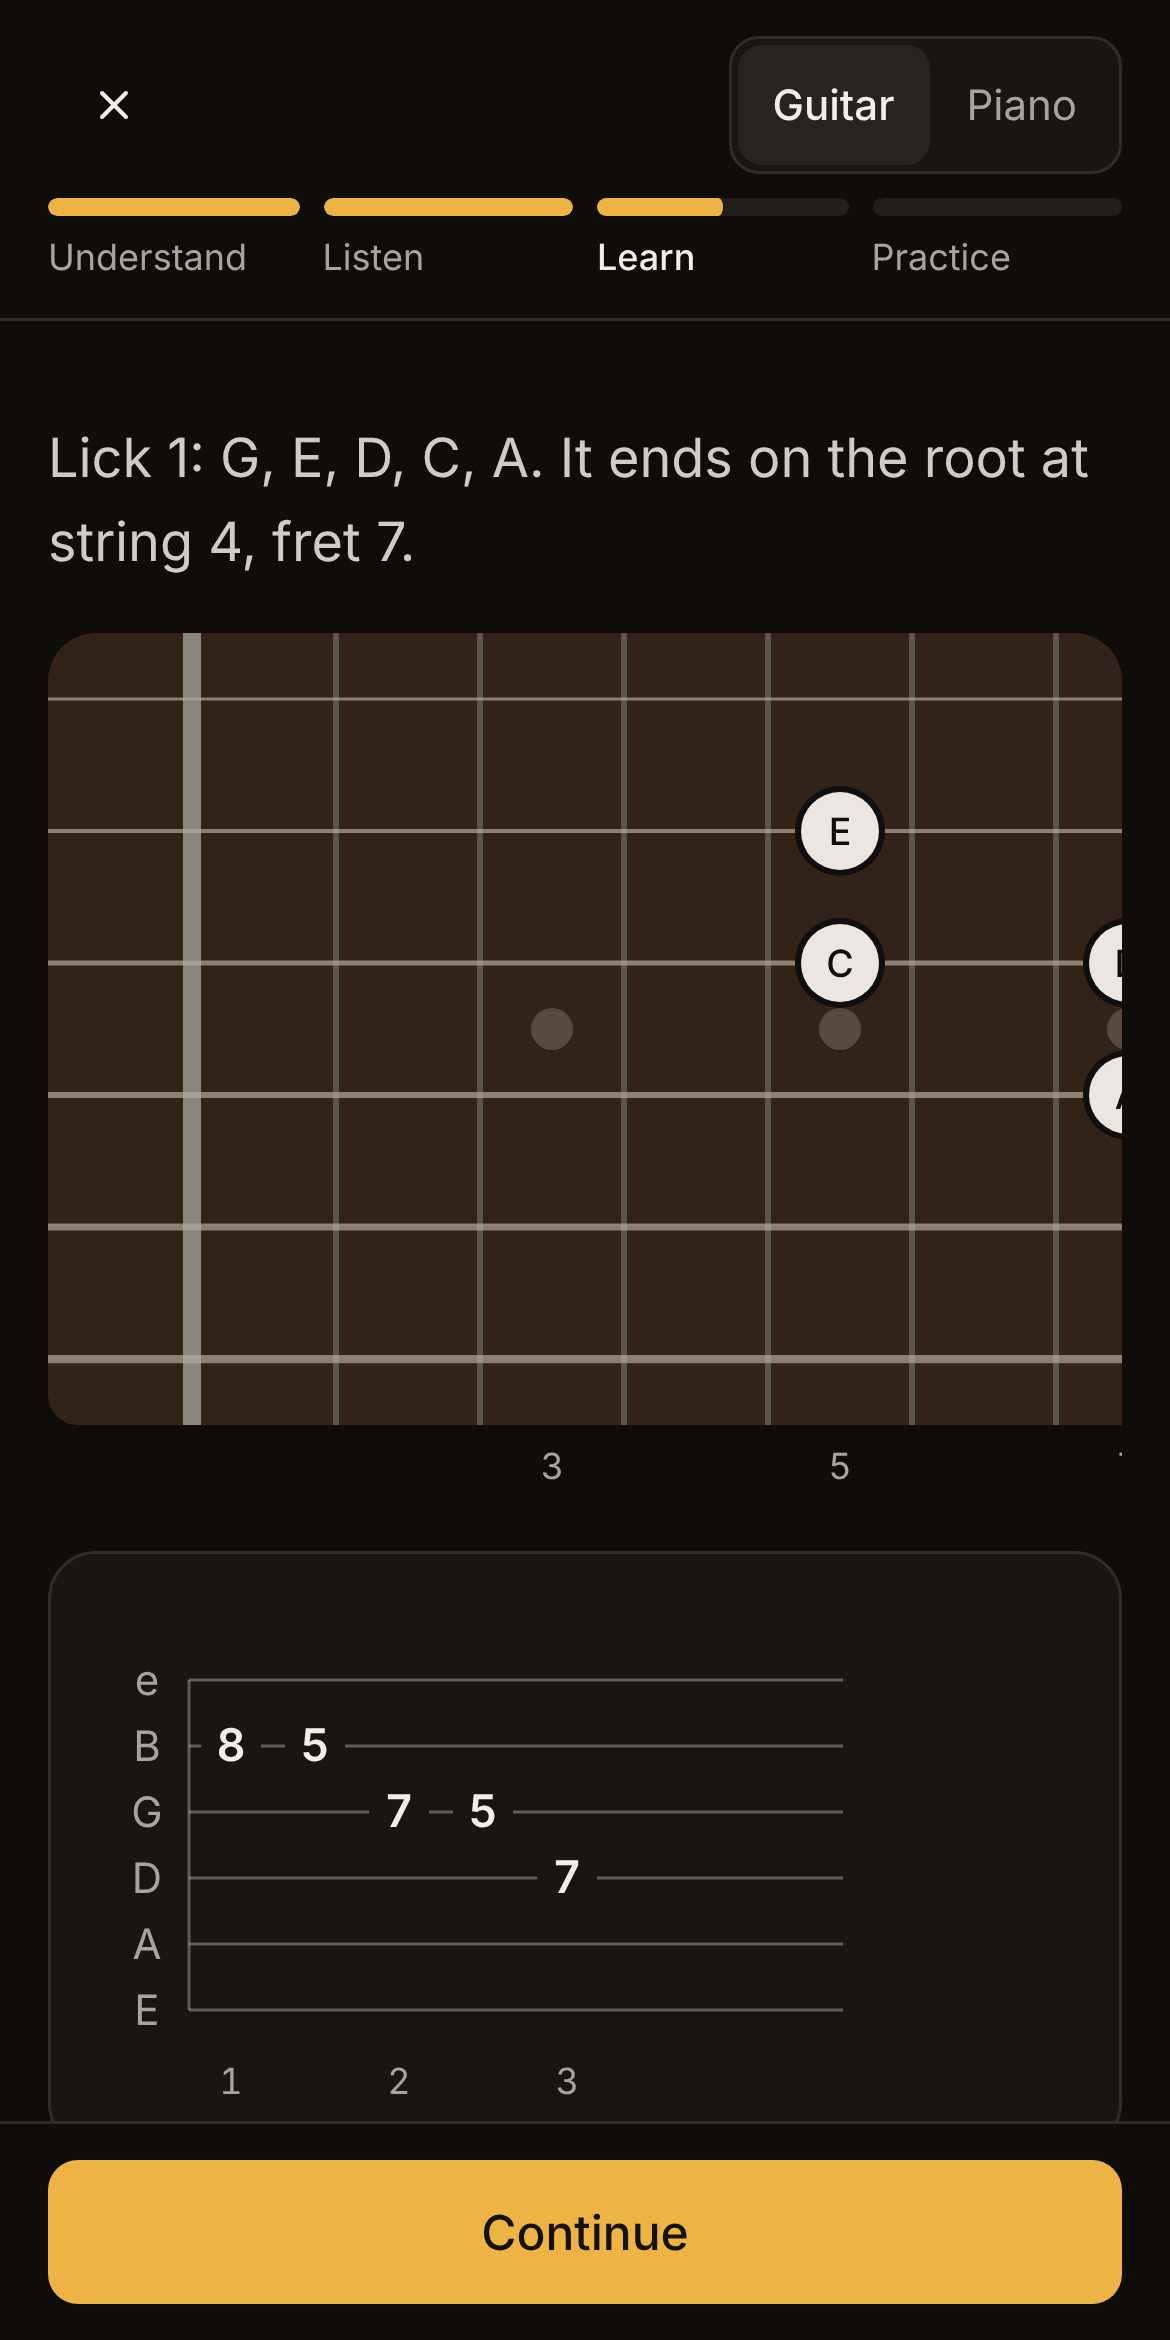 Guitar Piano
Understand Listen Learn Practice
Lick 1: G, E, D, C, A. It ends on the root at
string 4, fret 7.
E
C
3 5
e
B 8 5
G 7 5
D 7
A
E
1 2 3
Continue